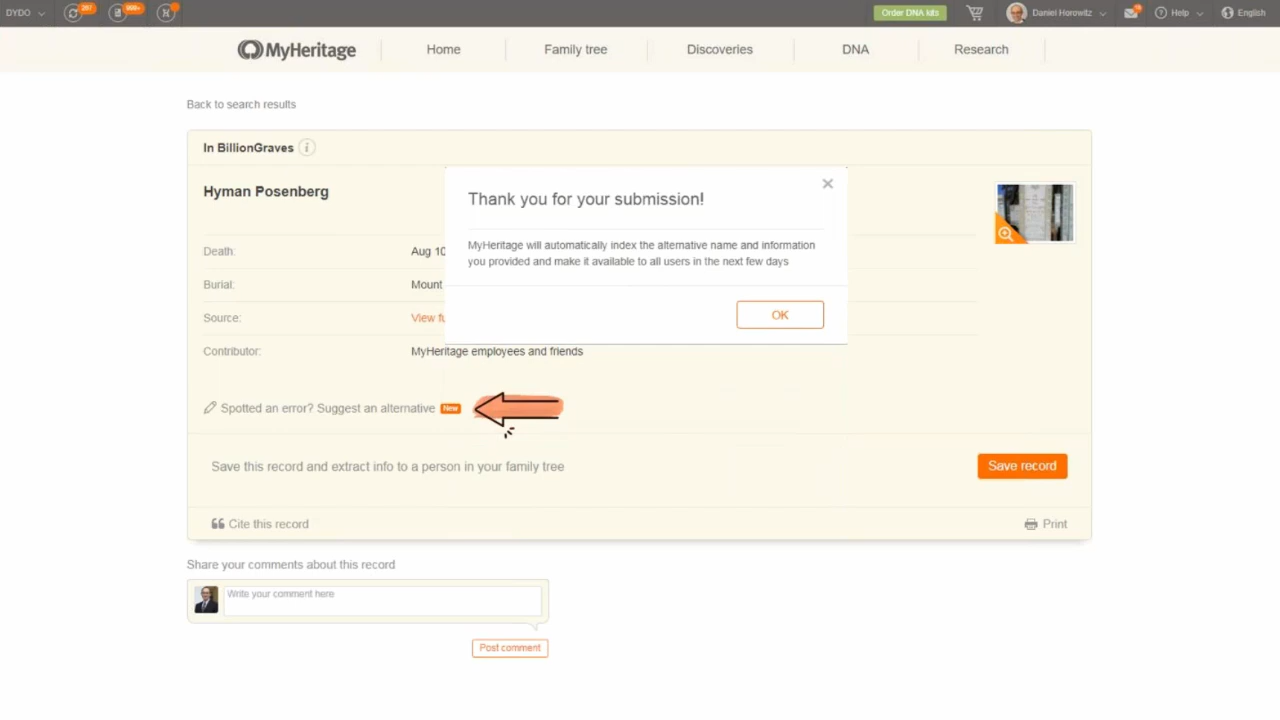 DYDO
297
999+
Order DNA kits
Daniel Horowitz
Help
English
MyHeritage
Home
Family tree
Discoveries
DNA
Research
Back to search results
In BillionGraves
Hyman Posenberg
Thank you for your submission!
MyHeritage will automatically index the alternative name and information
you provided and make it available to all users in the next few days
OK
Death:
Aug 10
Burial:
Mount
Source:
View fu
Contributor:
MyHeritage employees and friends
Spotted an error? Suggest an alternative New
Save this record and extract info to a person in your family tree
Save record
Cite this record
Print
Share your comments about this record
Write your comment here
Post comment